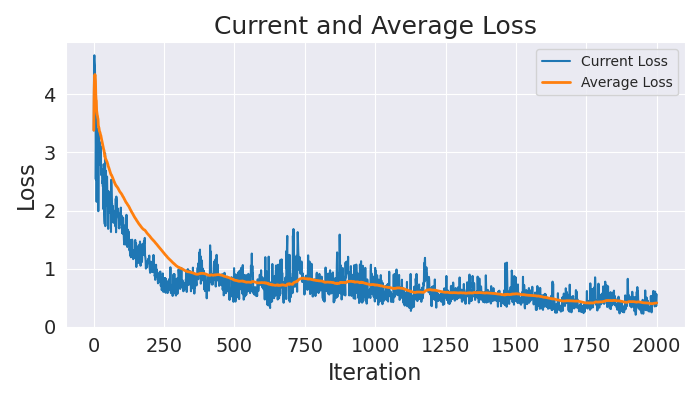 Current and Average Loss
Current Loss
Average Loss
4
3
2
1
0
Loss
0 250 500 750 1000 1250 1500 1750 2000
Iteration